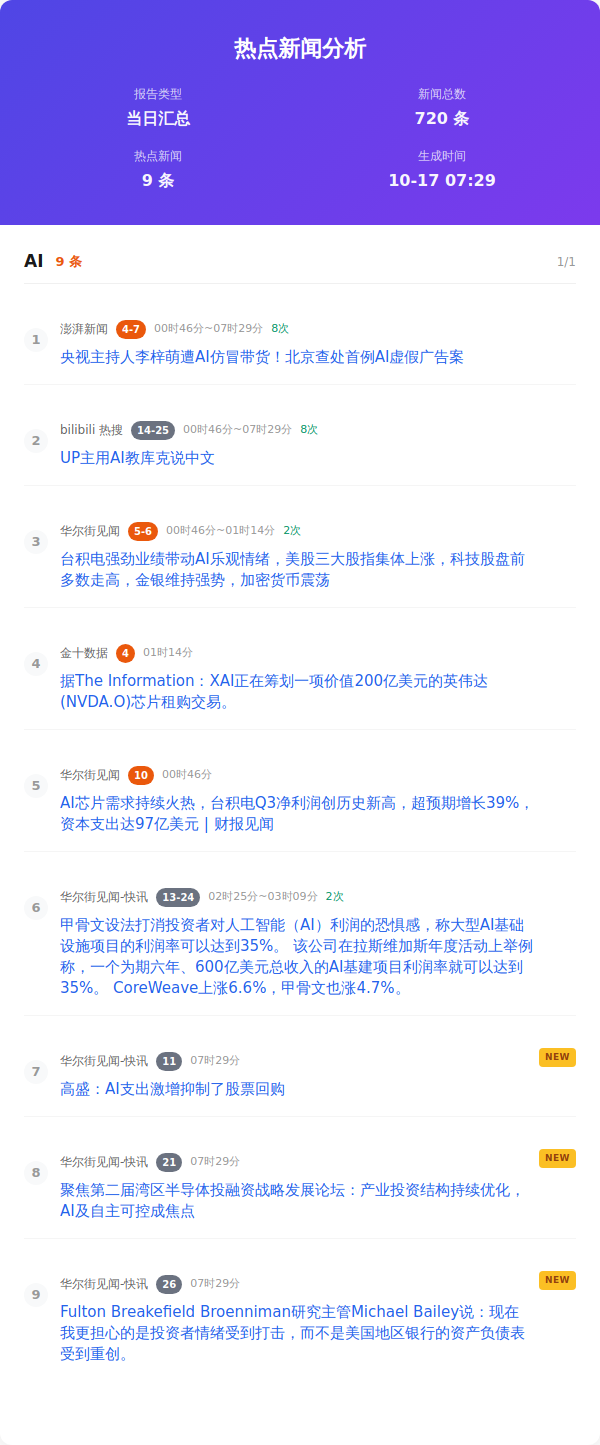 热点新闻分析
报告类型
新闻总数
当日汇总
720 条
热点新闻
生成时间
9 条
10-17 07:29
AI 9 条 1/1
1 澎湃新闻 4-7 00时46分~07时29分 8次
央视主持人李梓萌遭AI仿冒带货！北京查处首例AI虚假广告案
2 bilibili 热搜 14-25 00时46分~07时29分 8次
UP主用AI教库克说中文
3 华尔街见闻 5-6 00时46分~01时14分 2次
台积电强劲业绩带动AI乐观情绪，美股三大股指集体上涨，科技股盘前
多数走高，金银维持强势，加密货币震荡
4 金十数据 4 01时14分
据The Information：XAI正在筹划一项价值200亿美元的英伟达
(NVDA.O)芯片租购交易。
5 华尔街见闻 10 00时46分
AI芯片需求持续火热，台积电Q3净利润创历史新高，超预期增长39%，
资本支出达97亿美元 | 财报见闻
6 华尔街见闻-快讯 13-24 02时25分~03时09分 2次
甲骨文设法打消投资者对人工智能（AI）利润的恐惧感，称大型AI基础
设施项目的利润率可以达到35%。 该公司在拉斯维加斯年度活动上举例
称，一个为期六年、600亿美元总收入的AI基建项目利润率就可以达到
35%。 CoreWeave上涨6.6%，甲骨文也涨4.7%。
7 华尔街见闻-快讯 11 07时29分 NEW
高盛：AI支出激增抑制了股票回购
8 华尔街见闻-快讯 21 07时29分 NEW
聚焦第二届湾区半导体投融资战略发展论坛：产业投资结构持续优化，
AI及自主可控成焦点
9 华尔街见闻-快讯 26 07时29分 NEW
Fulton Breakefield Broenniman研究主管Michael Bailey说：现在
我更担心的是投资者情绪受到打击，而不是美国地区银行的资产负债表
受到重创。